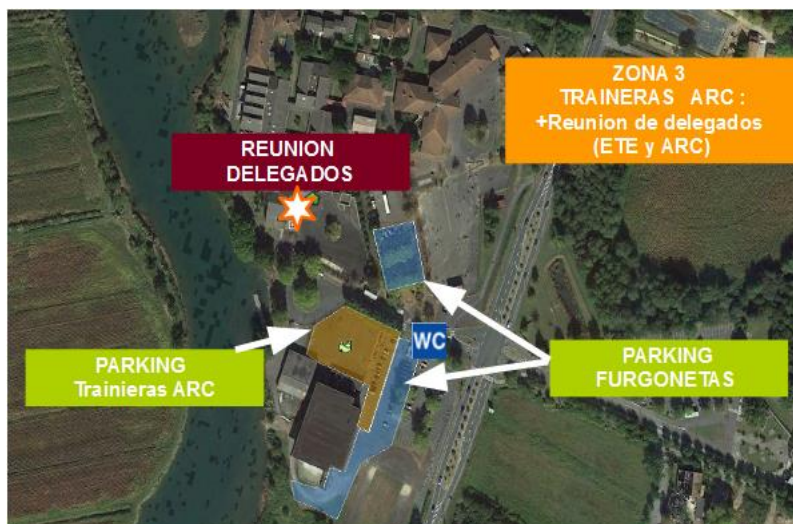 ZONA 3
TRAINERAS ARC :
+Reunion de delegados
(ETE y ARC)
REUNION
DELEGADOS
WC
PARKING
Trainieras ARC
PARKING
FURGONETAS